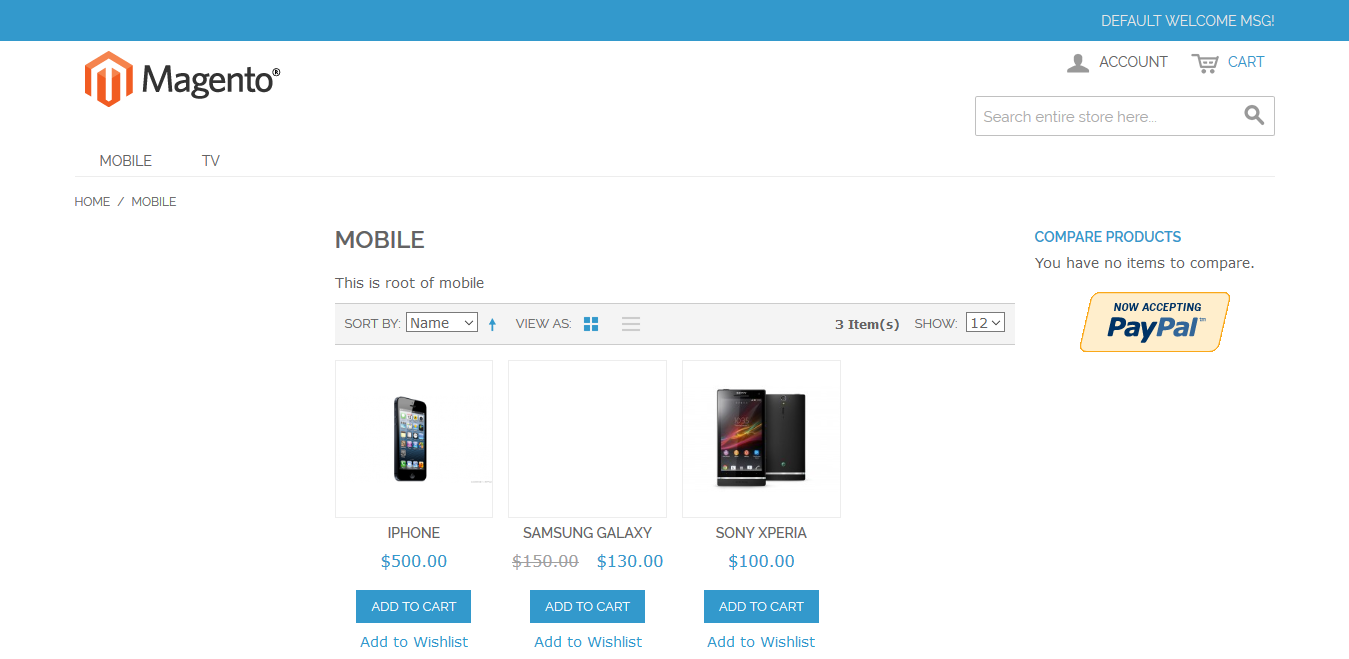 DEFAULT WELCOME MSG!
Magento®
ACCOUNT
CART
Search entire store here...
MOBILE
TV
HOME / MOBILE
MOBILE
This is root of mobile
SORT BY: Name
VIEW AS:
3 Item(s)
SHOW: 12
IPHONE
$500.00
ADD TO CART
Add to Wishlist
SAMSUNG GALAXY
$150.00 $130.00
ADD TO CART
Add to Wishlist
SONY XPERIA
$100.00
ADD TO CART
Add to Wishlist
COMPARE PRODUCTS
You have no items to compare.
NOW ACCEPTING
PayPal™